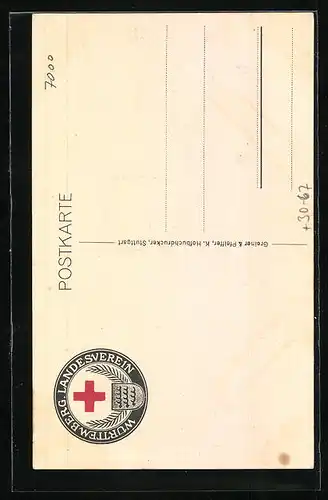 7000
POSTKARTE
Greiner & Pfeiffer, K. Hofbuchdrucker, Stuttgart
+30-67
WÜRTTEMBERG. LANDESVEREIN